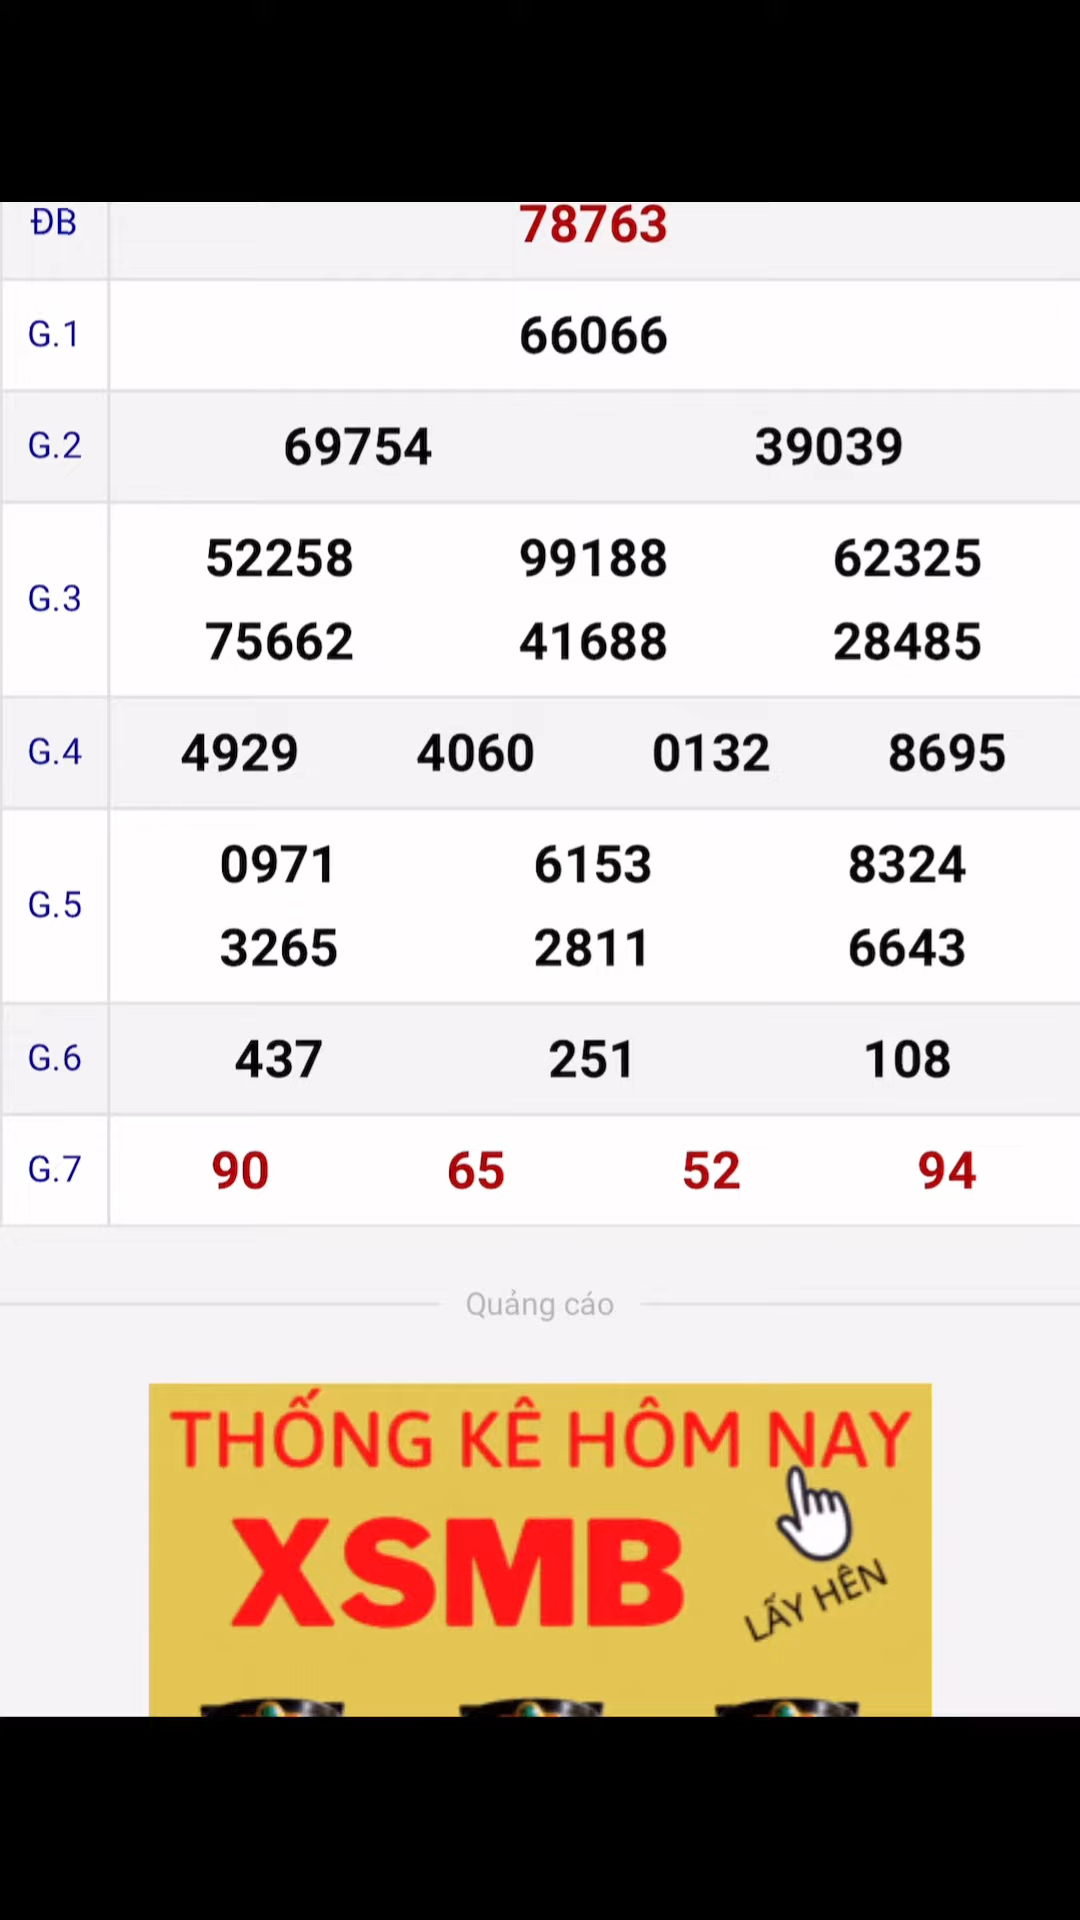 ĐB 78763
G.1 66066
G.2 69754 39039
G.3 52258 99188 62325
75662 41688 28485
G.4 4929 4060 0132 8695
G.5 0971 6153 8324
3265 2811 6643
G.6 437 251 108
G.7 90 65 52 94
Quảng cáo
THỐNG KÊ HÔM NAY
XSMB
LẤY HÊN